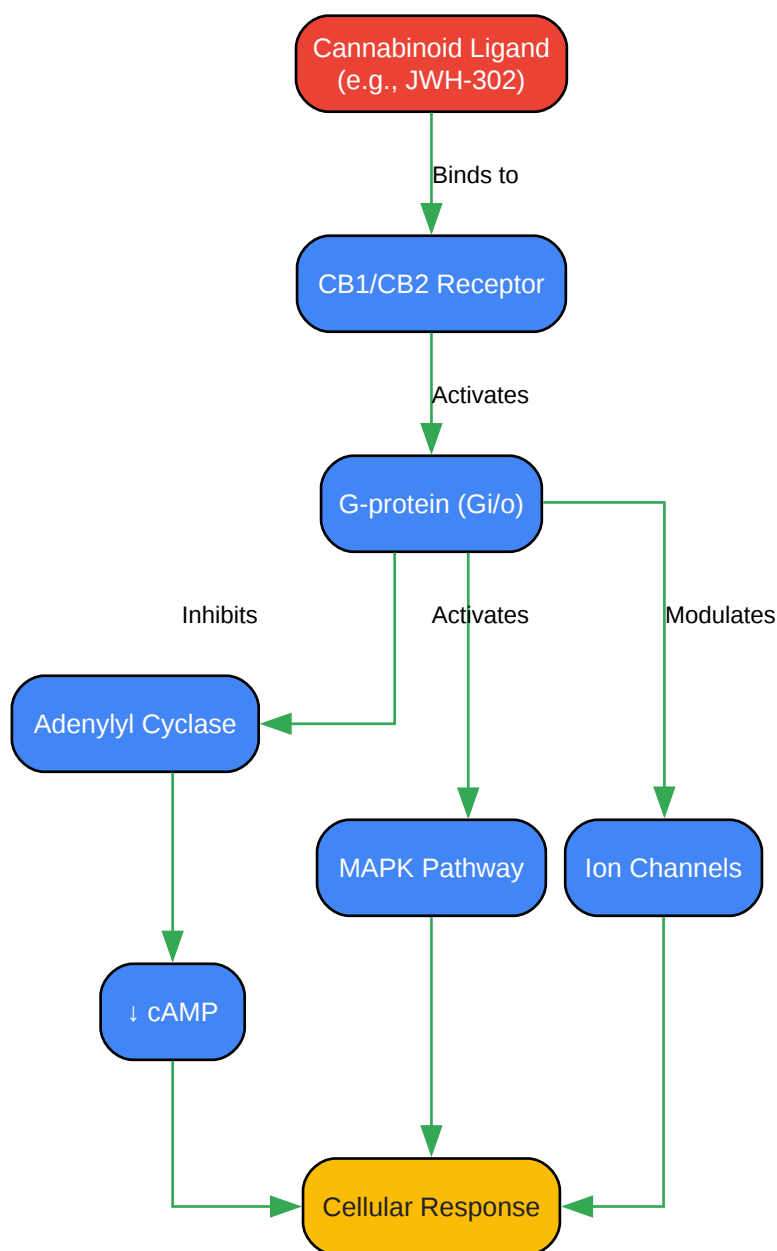 Cannabinoid Ligand
(e.g., JWH-302)
Binds to
CB1/CB2 Receptor
Activates
G-protein (Gi/o)
Inhibits
Activates
Modulates
Adenylyl Cyclase
MAPK Pathway
Ion Channels
↓ cAMP
Cellular Response